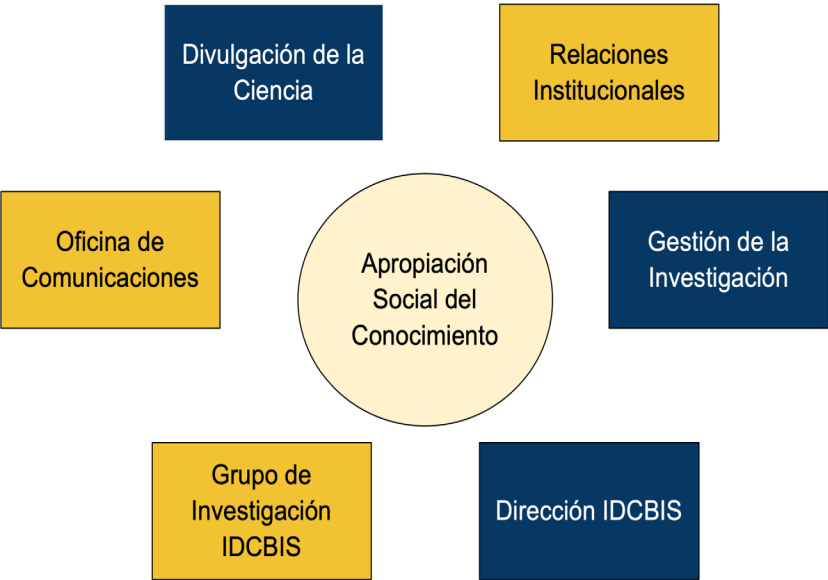 Divulgación de la
Ciencia
Relaciones
Institucionales
Oficina de
Comunicaciones
Apropiación
Social del
Conocimiento
Gestión de la
Investigación
Grupo de
Investigación
IDCBIS
Dirección IDCBIS